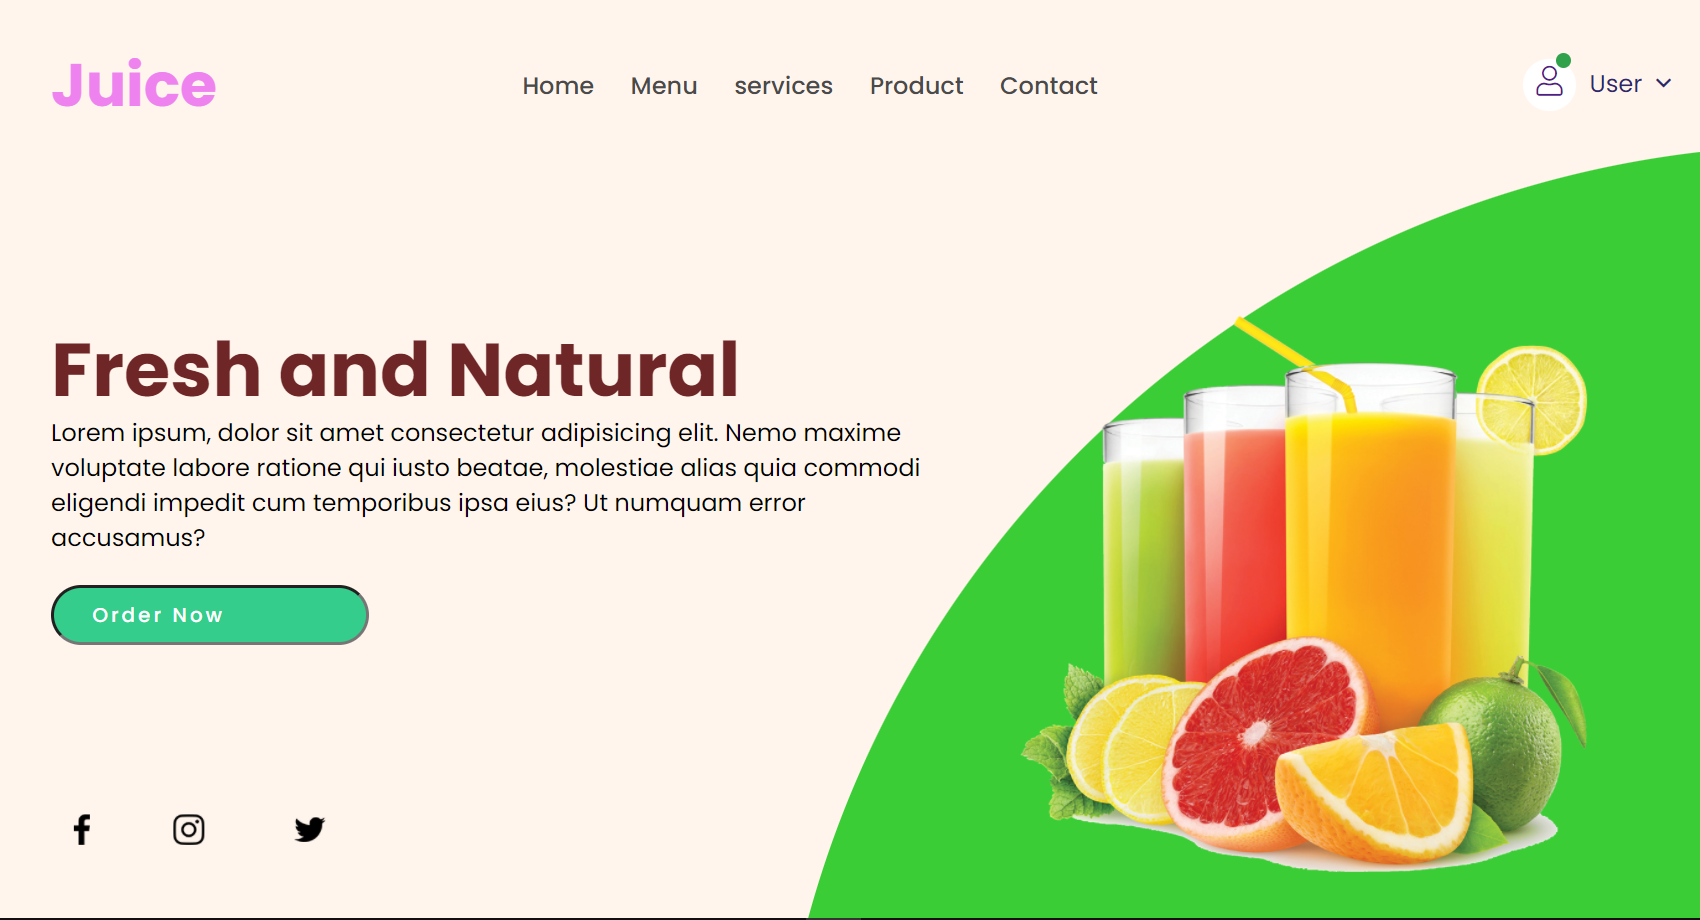 Juice
Home Menu services Product Contact
User
Fresh and Natural
Lorem ipsum, dolor sit amet consectetur adipisicing elit. Nemo maxime
voluptate labore ratione qui iusto beatae, molestiae alias quia commodi
eligendi impedit cum temporibus ipsa eius? Ut numquam error
accusamus?
Order Now